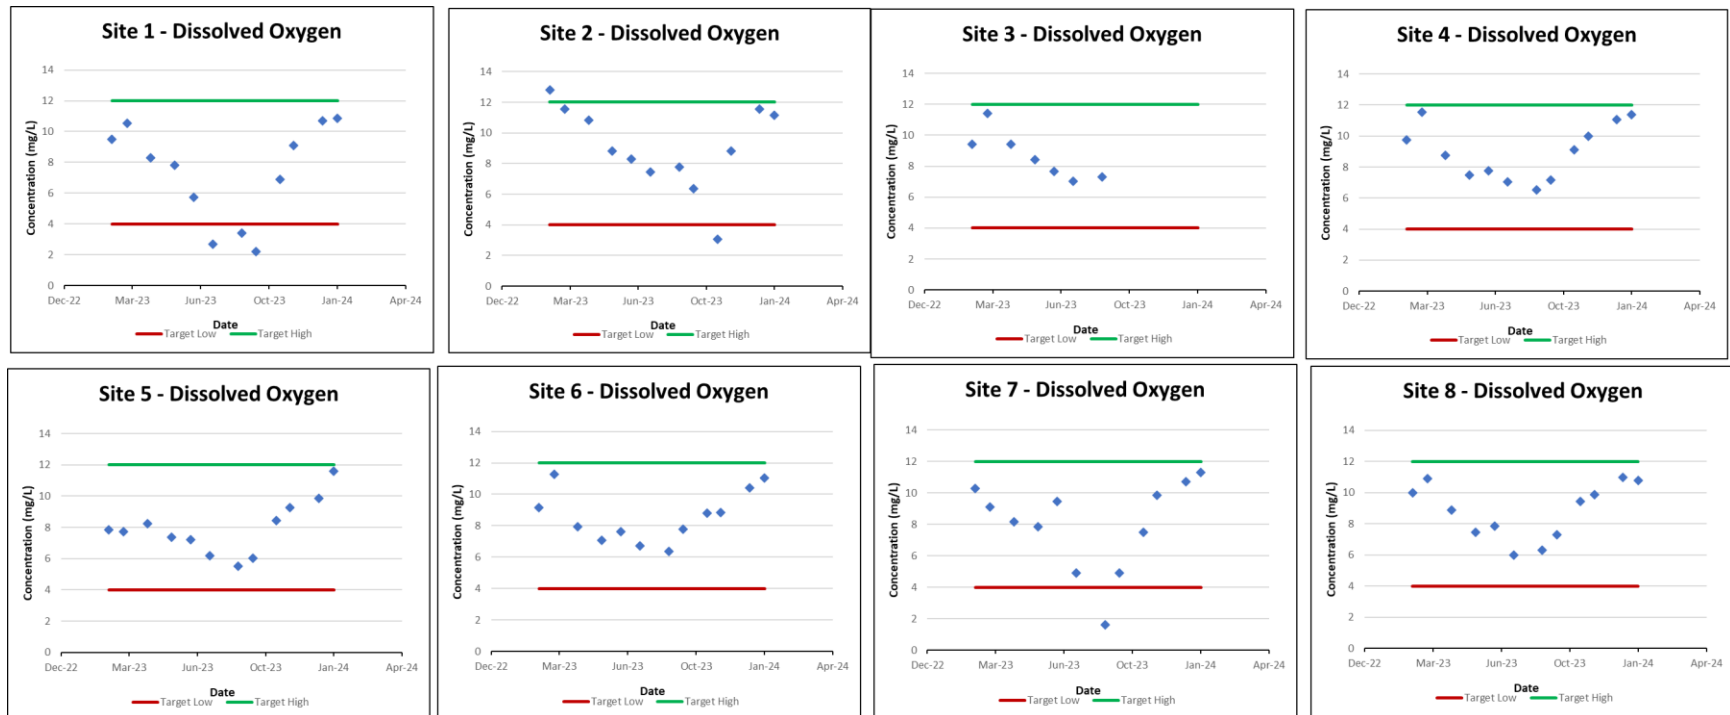 Site 1 - Dissolved Oxygen
Concentration (mg/L)
14
12
10
8
6
4
2
0
Dec-22 Mar-23 Jun-23 Oct-23 Jan-24 Apr-24
Date
Target Low Target High
Site 2 - Dissolved Oxygen
Concentration (mg/L)
14
12
10
8
6
4
2
0
Dec-22 Mar-23 Jun-23 Oct-23 Jan-24 Apr-24
Date
Target Low Target High
Site 3 - Dissolved Oxygen
Concentration (mg/L)
14
12
10
8
6
4
2
0
Dec-22 Mar-23 Jun-23 Oct-23 Jan-24 Apr-24
Date
Target Low Target High
Site 4 - Dissolved Oxygen
Concentration (mg/L)
14
12
10
8
6
4
2
0
Dec-22 Mar-23 Jun-23 Oct-23 Jan-24 Apr-24
Date
Target Low Target High
Site 5 - Dissolved Oxygen
Concentration (mg/L)
14
12
10
8
6
4
2
0
Dec-22 Mar-23 Jun-23 Oct-23 Jan-24 Apr-24
Date
Target Low Target High
Site 6 - Dissolved Oxygen
Concentration (mg/L)
14
12
10
8
6
4
2
0
Dec-22 Mar-23 Jun-23 Oct-23 Jan-24 Apr-24
Date
Target Low Target High
Site 7 - Dissolved Oxygen
Concentration (mg/L)
14
12
10
8
6
4
2
0
Dec-22 Mar-23 Jun-23 Oct-23 Jan-24 Apr-24
Date
Target Low Target High
Site 8 - Dissolved Oxygen
Concentration (mg/L)
14
12
10
8
6
4
2
0
Dec-22 Mar-23 Jun-23 Oct-23 Jan-24 Apr-24
Date
Target Low Target High